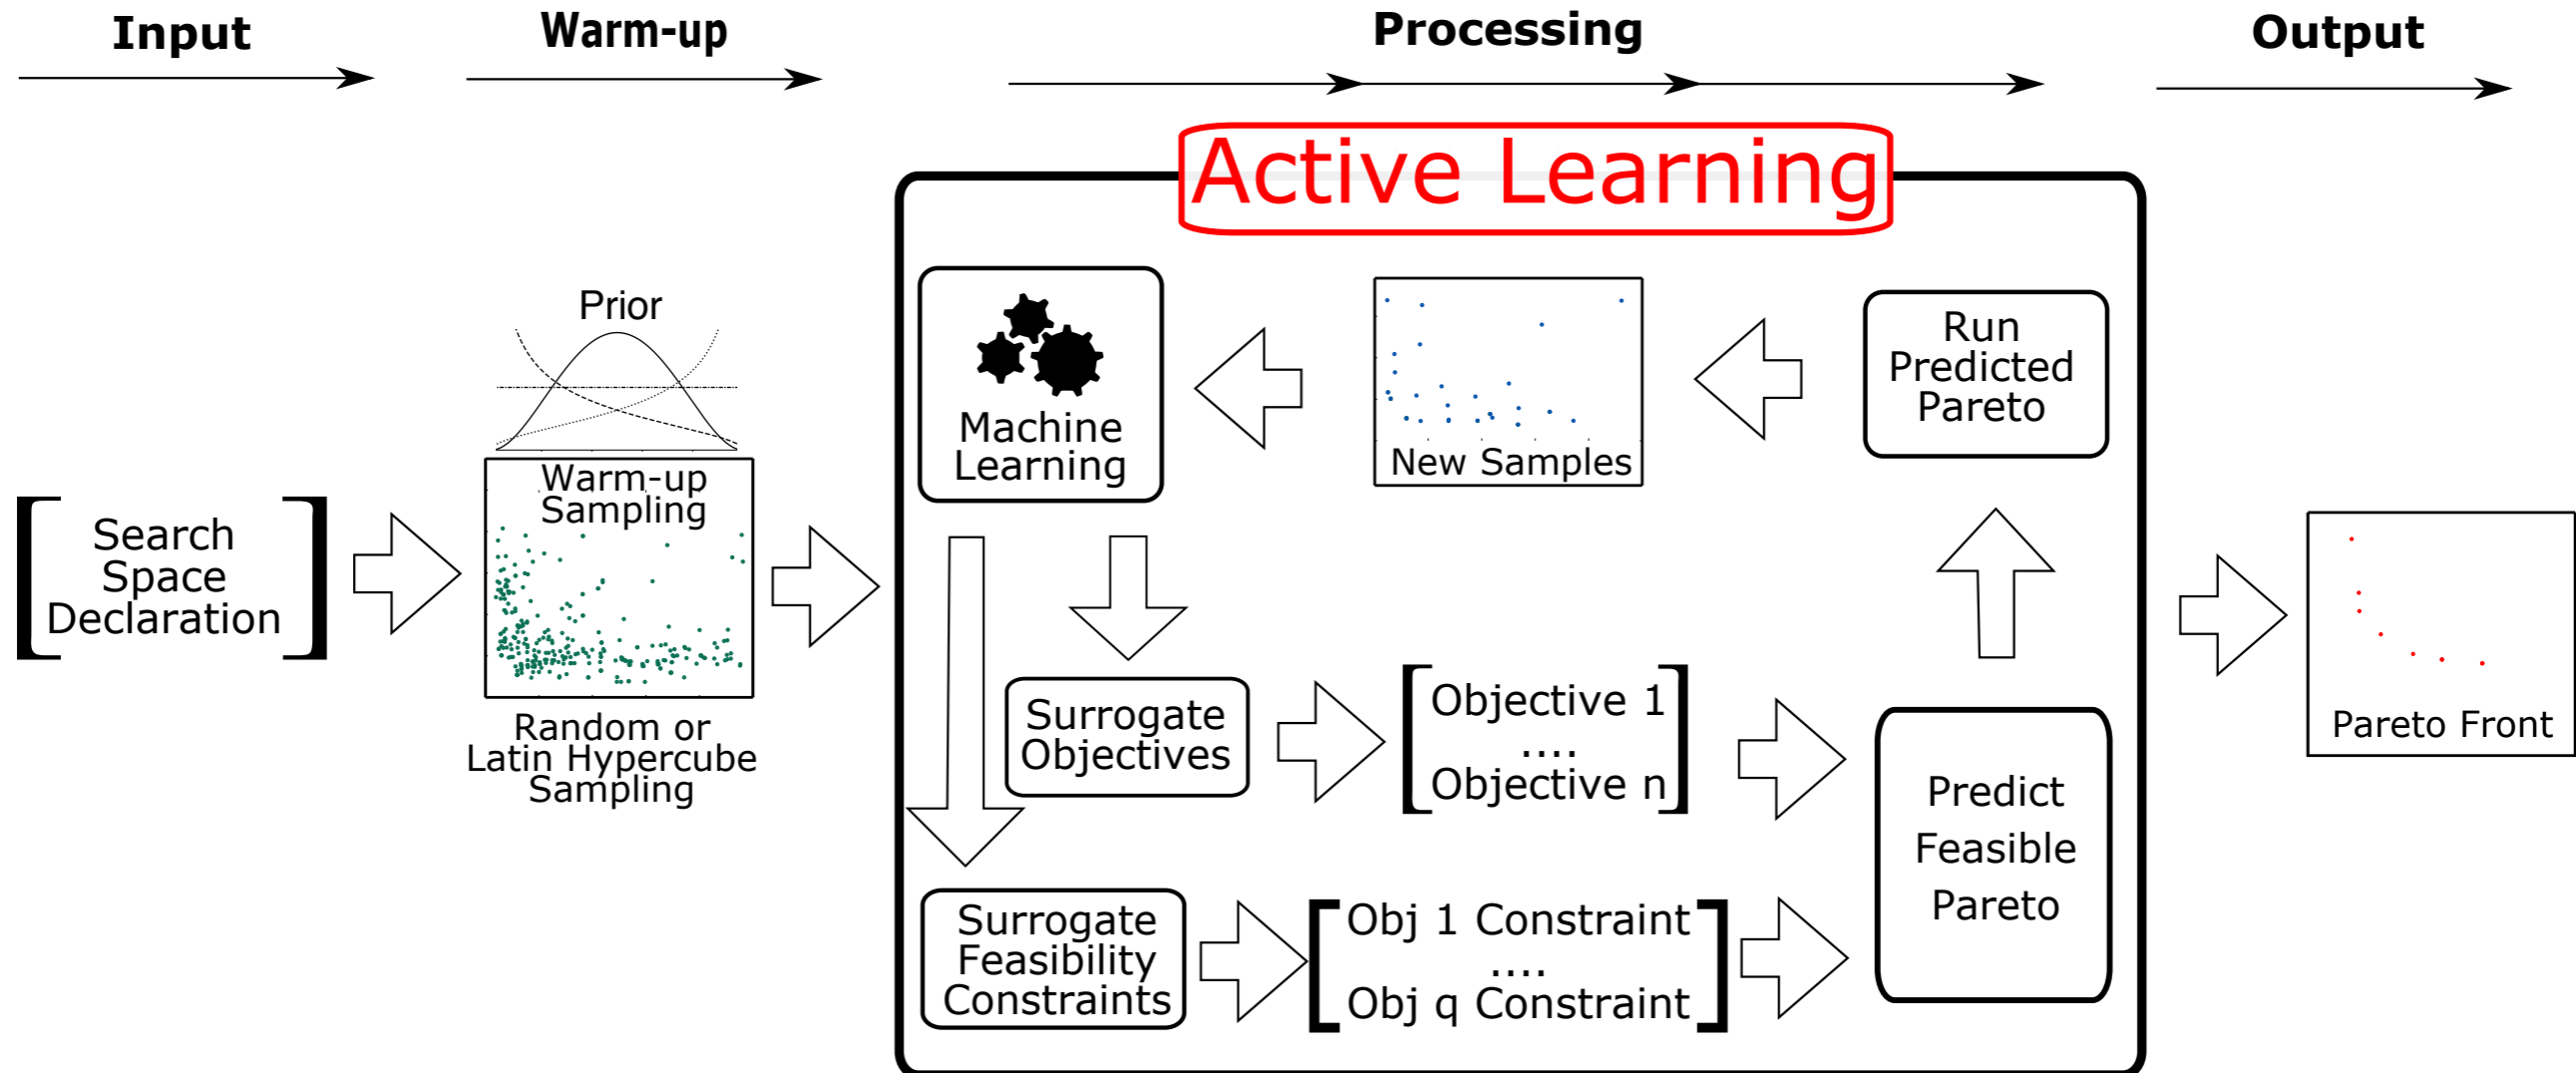 Input
Warm-up
Processing
Output
Active Learning
Prior
Warm-up
Sampling
Random or
Latin Hypercube
Sampling
Search
Space
Declaration
Machine
Learning
New Samples
Run
Predicted
Pareto
Surrogate
Objectives
Objective 1
....
Objective n
Surrogate
Feasibility
Constraints
Obj 1 Constraint
....
Obj q Constraint
Predict
Feasible
Pareto
Pareto Front